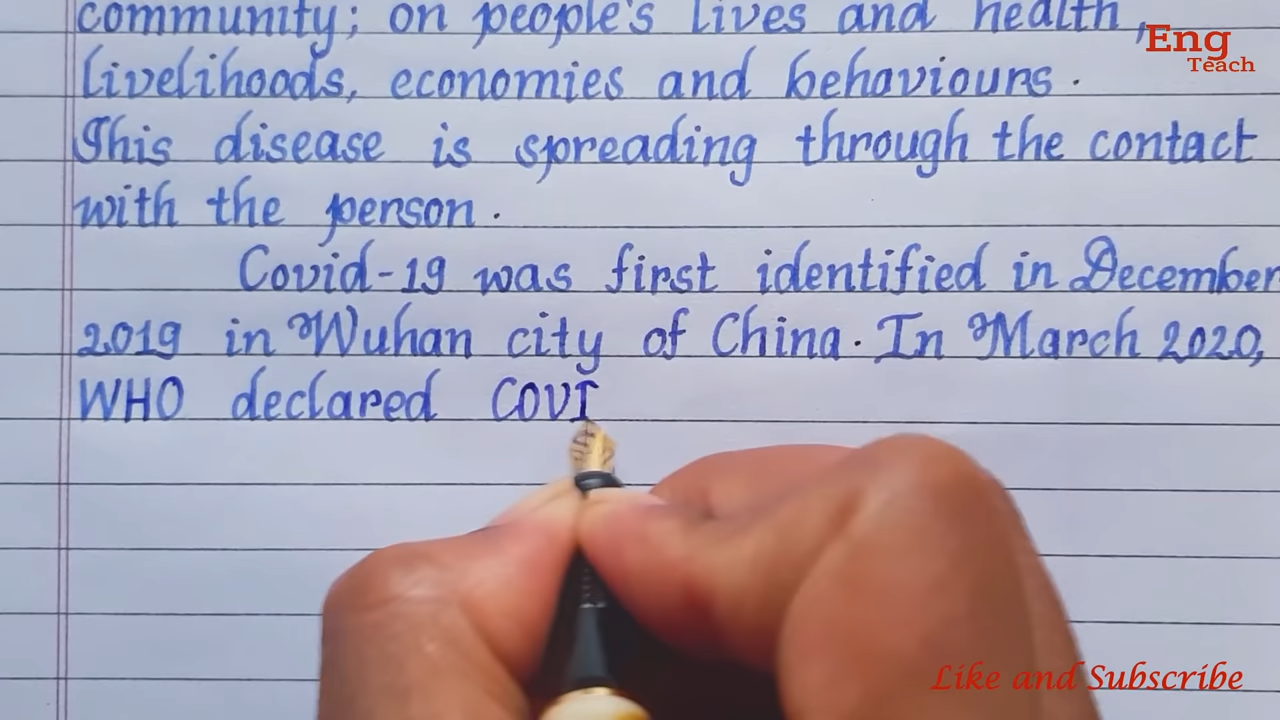 community; on people's lives and health,
livelihoods, economies and behaviours.
This disease is spreading through the contact
with the person.
Covid-19 was first identified in December
2019 in Wuhan city of China. In March 2020,
WHO declared COVI
Eng
Teach
Like and Subscribe